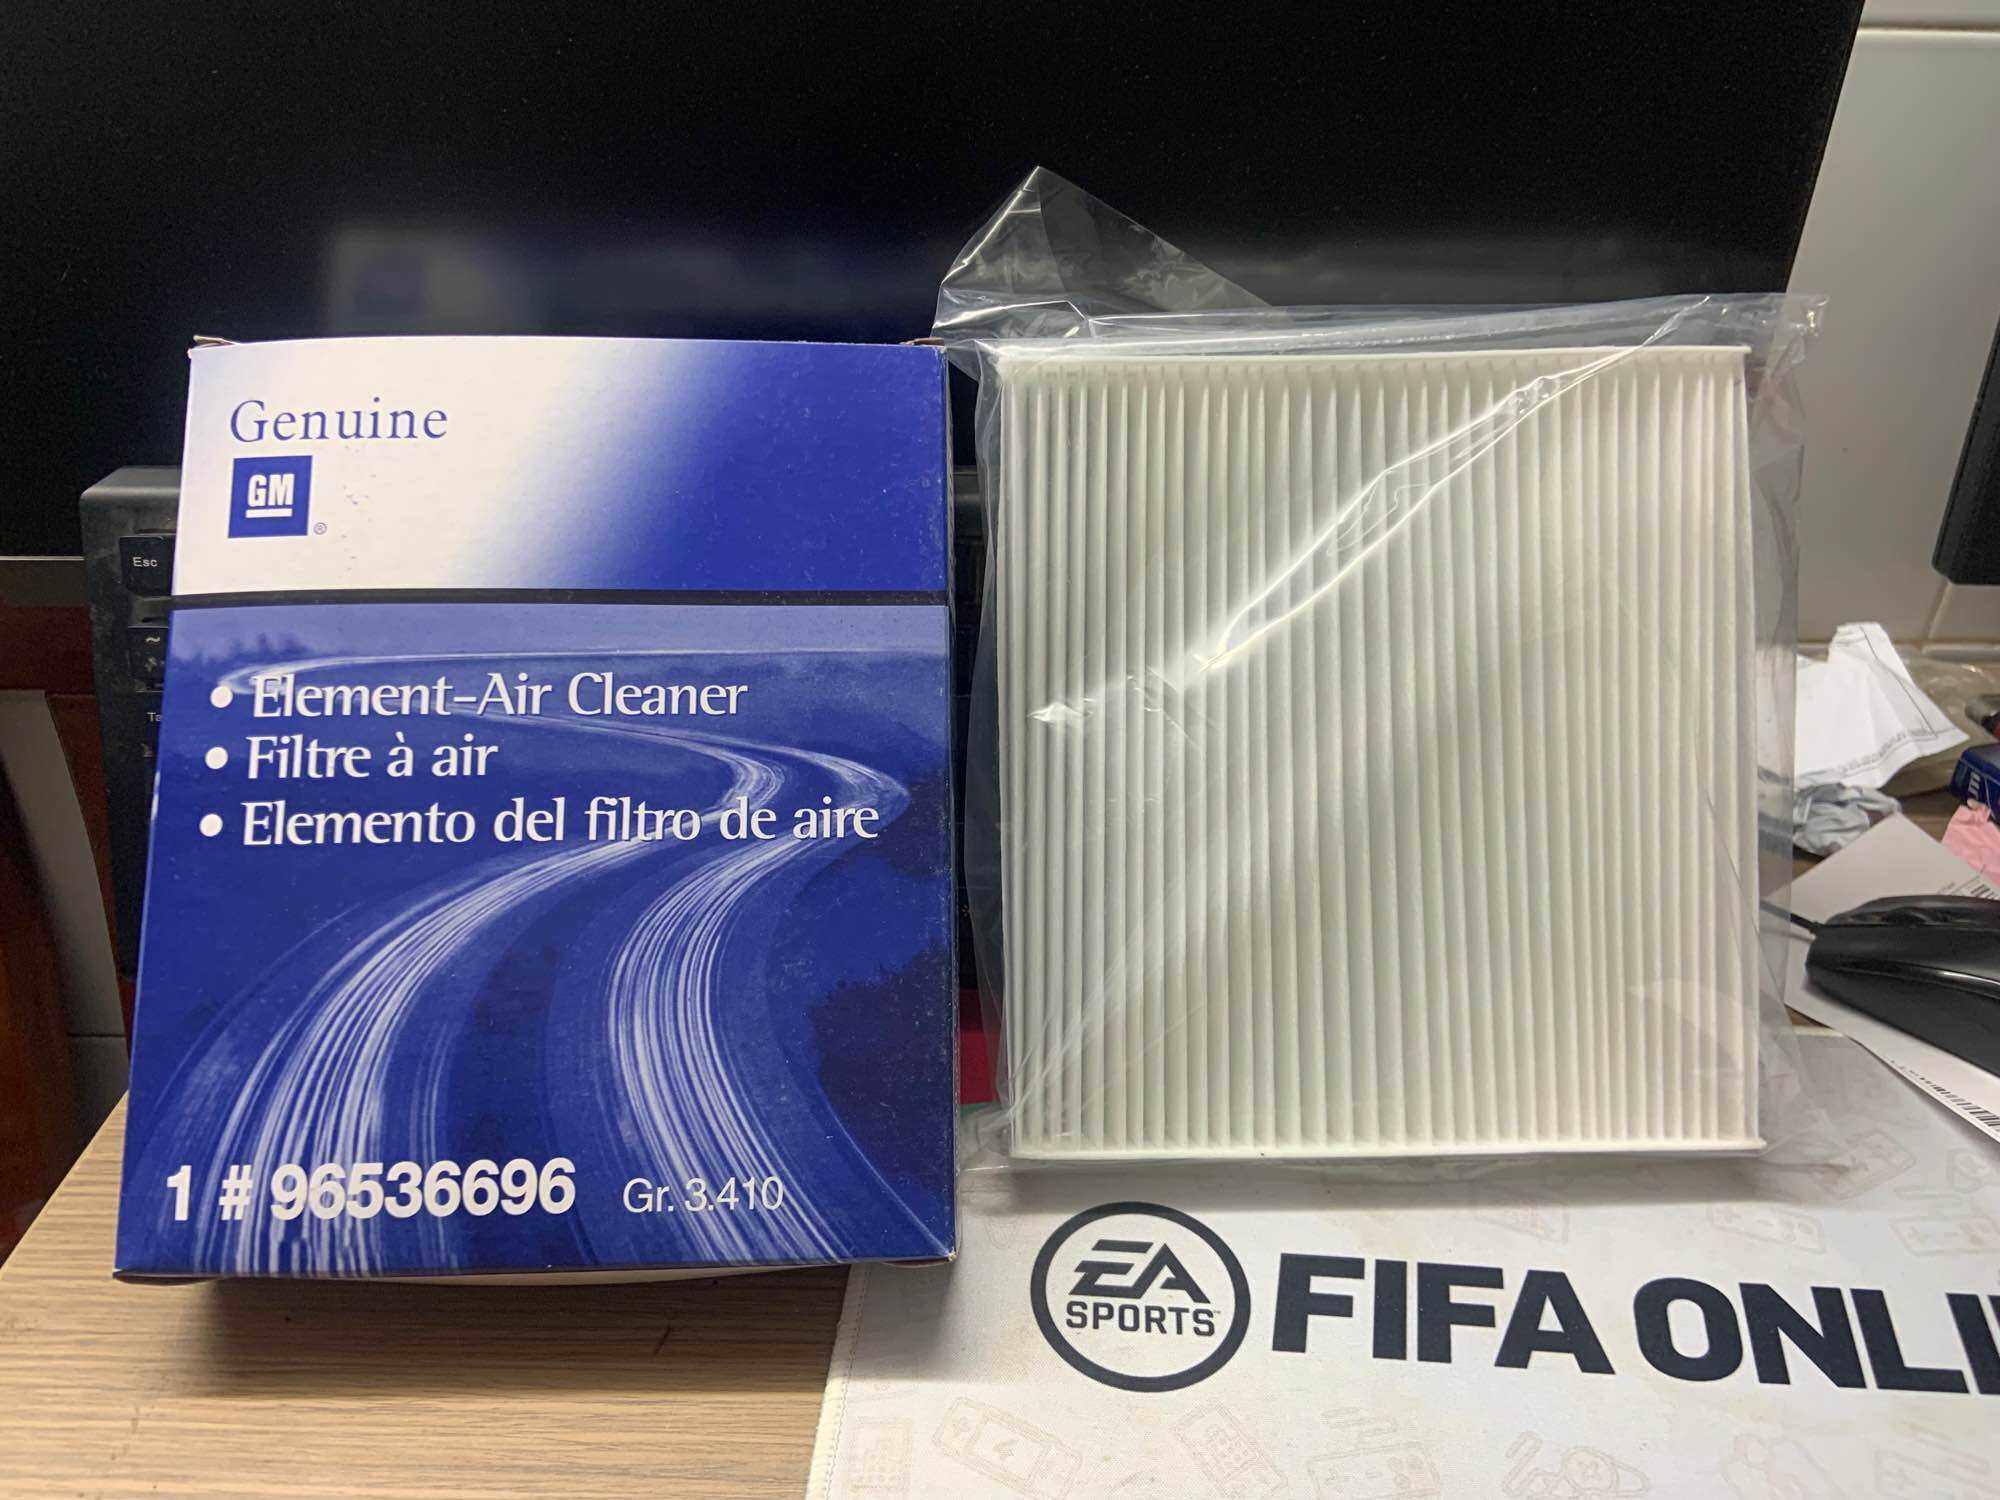 Genuine
GM
®
• Element-Air Cleaner
• Filtre à air
• Elemento del filtro de aire
1 # 96536696 Gr. 3.410
Esc
~
EA
SPORTS™
FIFA ONLI